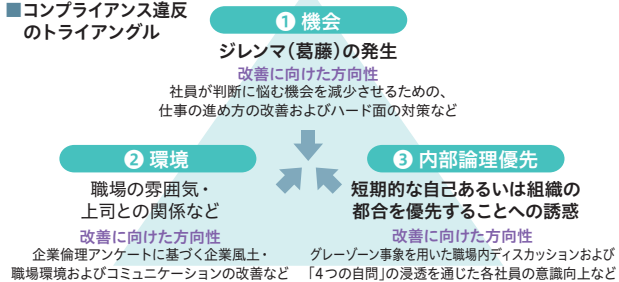 ■コンプライアンス違反
のトライアングル
❶ 機会
ジレンマ（葛藤）の発生
改善に向けた方向性
社員が判断に悩む機会を減少させるための、
仕事の進め方の改善およびハード面の対策など
❷ 環境
職場の雰囲気・
上司との関係など
改善に向けた方向性
企業倫理アンケートに基づく企業風土・
職場環境およびコミュニケーションの改善など
❸ 内部論理優先
短期的な自己あるいは組織の
都合を優先することへの誘惑
改善に向けた方向性
グレーゾーン事象を用いた職場内ディスカッションおよび
「4つの自問」の浸透を通じた各社員の意識向上など